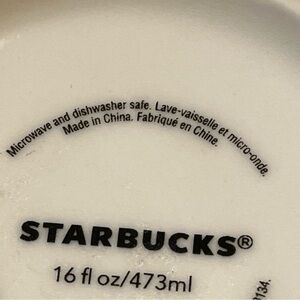 Microwave and dishwasher safe. Lave-vaisselle et micro-onde.
Made in China. Fabriqué en Chine.
STARBUCKS®
16 fl oz/473ml
134.